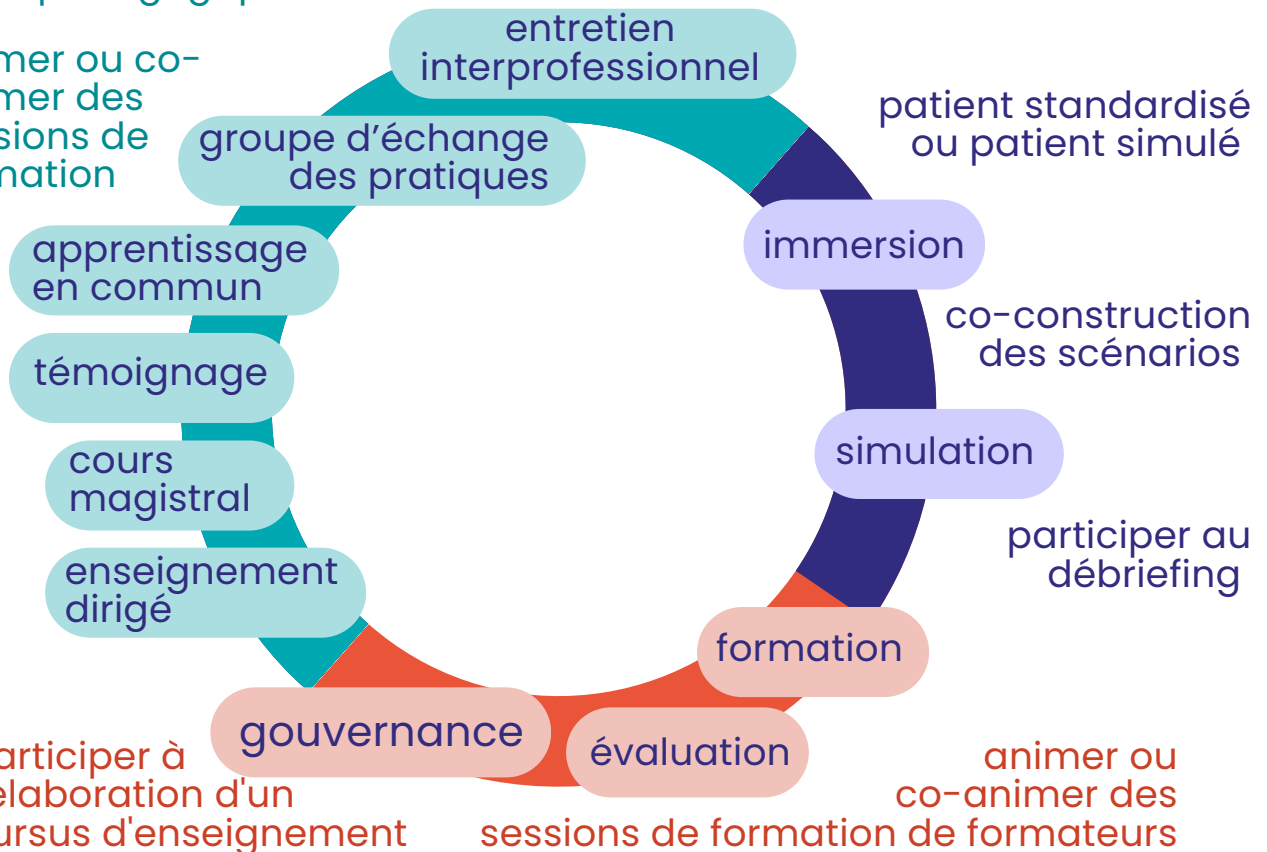 entretien
interprofessionnel
mer ou co-
mer des
sions de
mation
groupe d’échange
des pratiques
patient standardisé
ou patient simulé
apprentissage
en commun
immersion
témoignage
co-construction
des scénarios
cours
magistral
simulation
enseignement
dirigé
participer au
débriefing
formation
gouvernance
évaluation
articiper à
élaboration d'un
ursus d'enseignement
animer ou
co-animer des
sessions de formation de formateurs